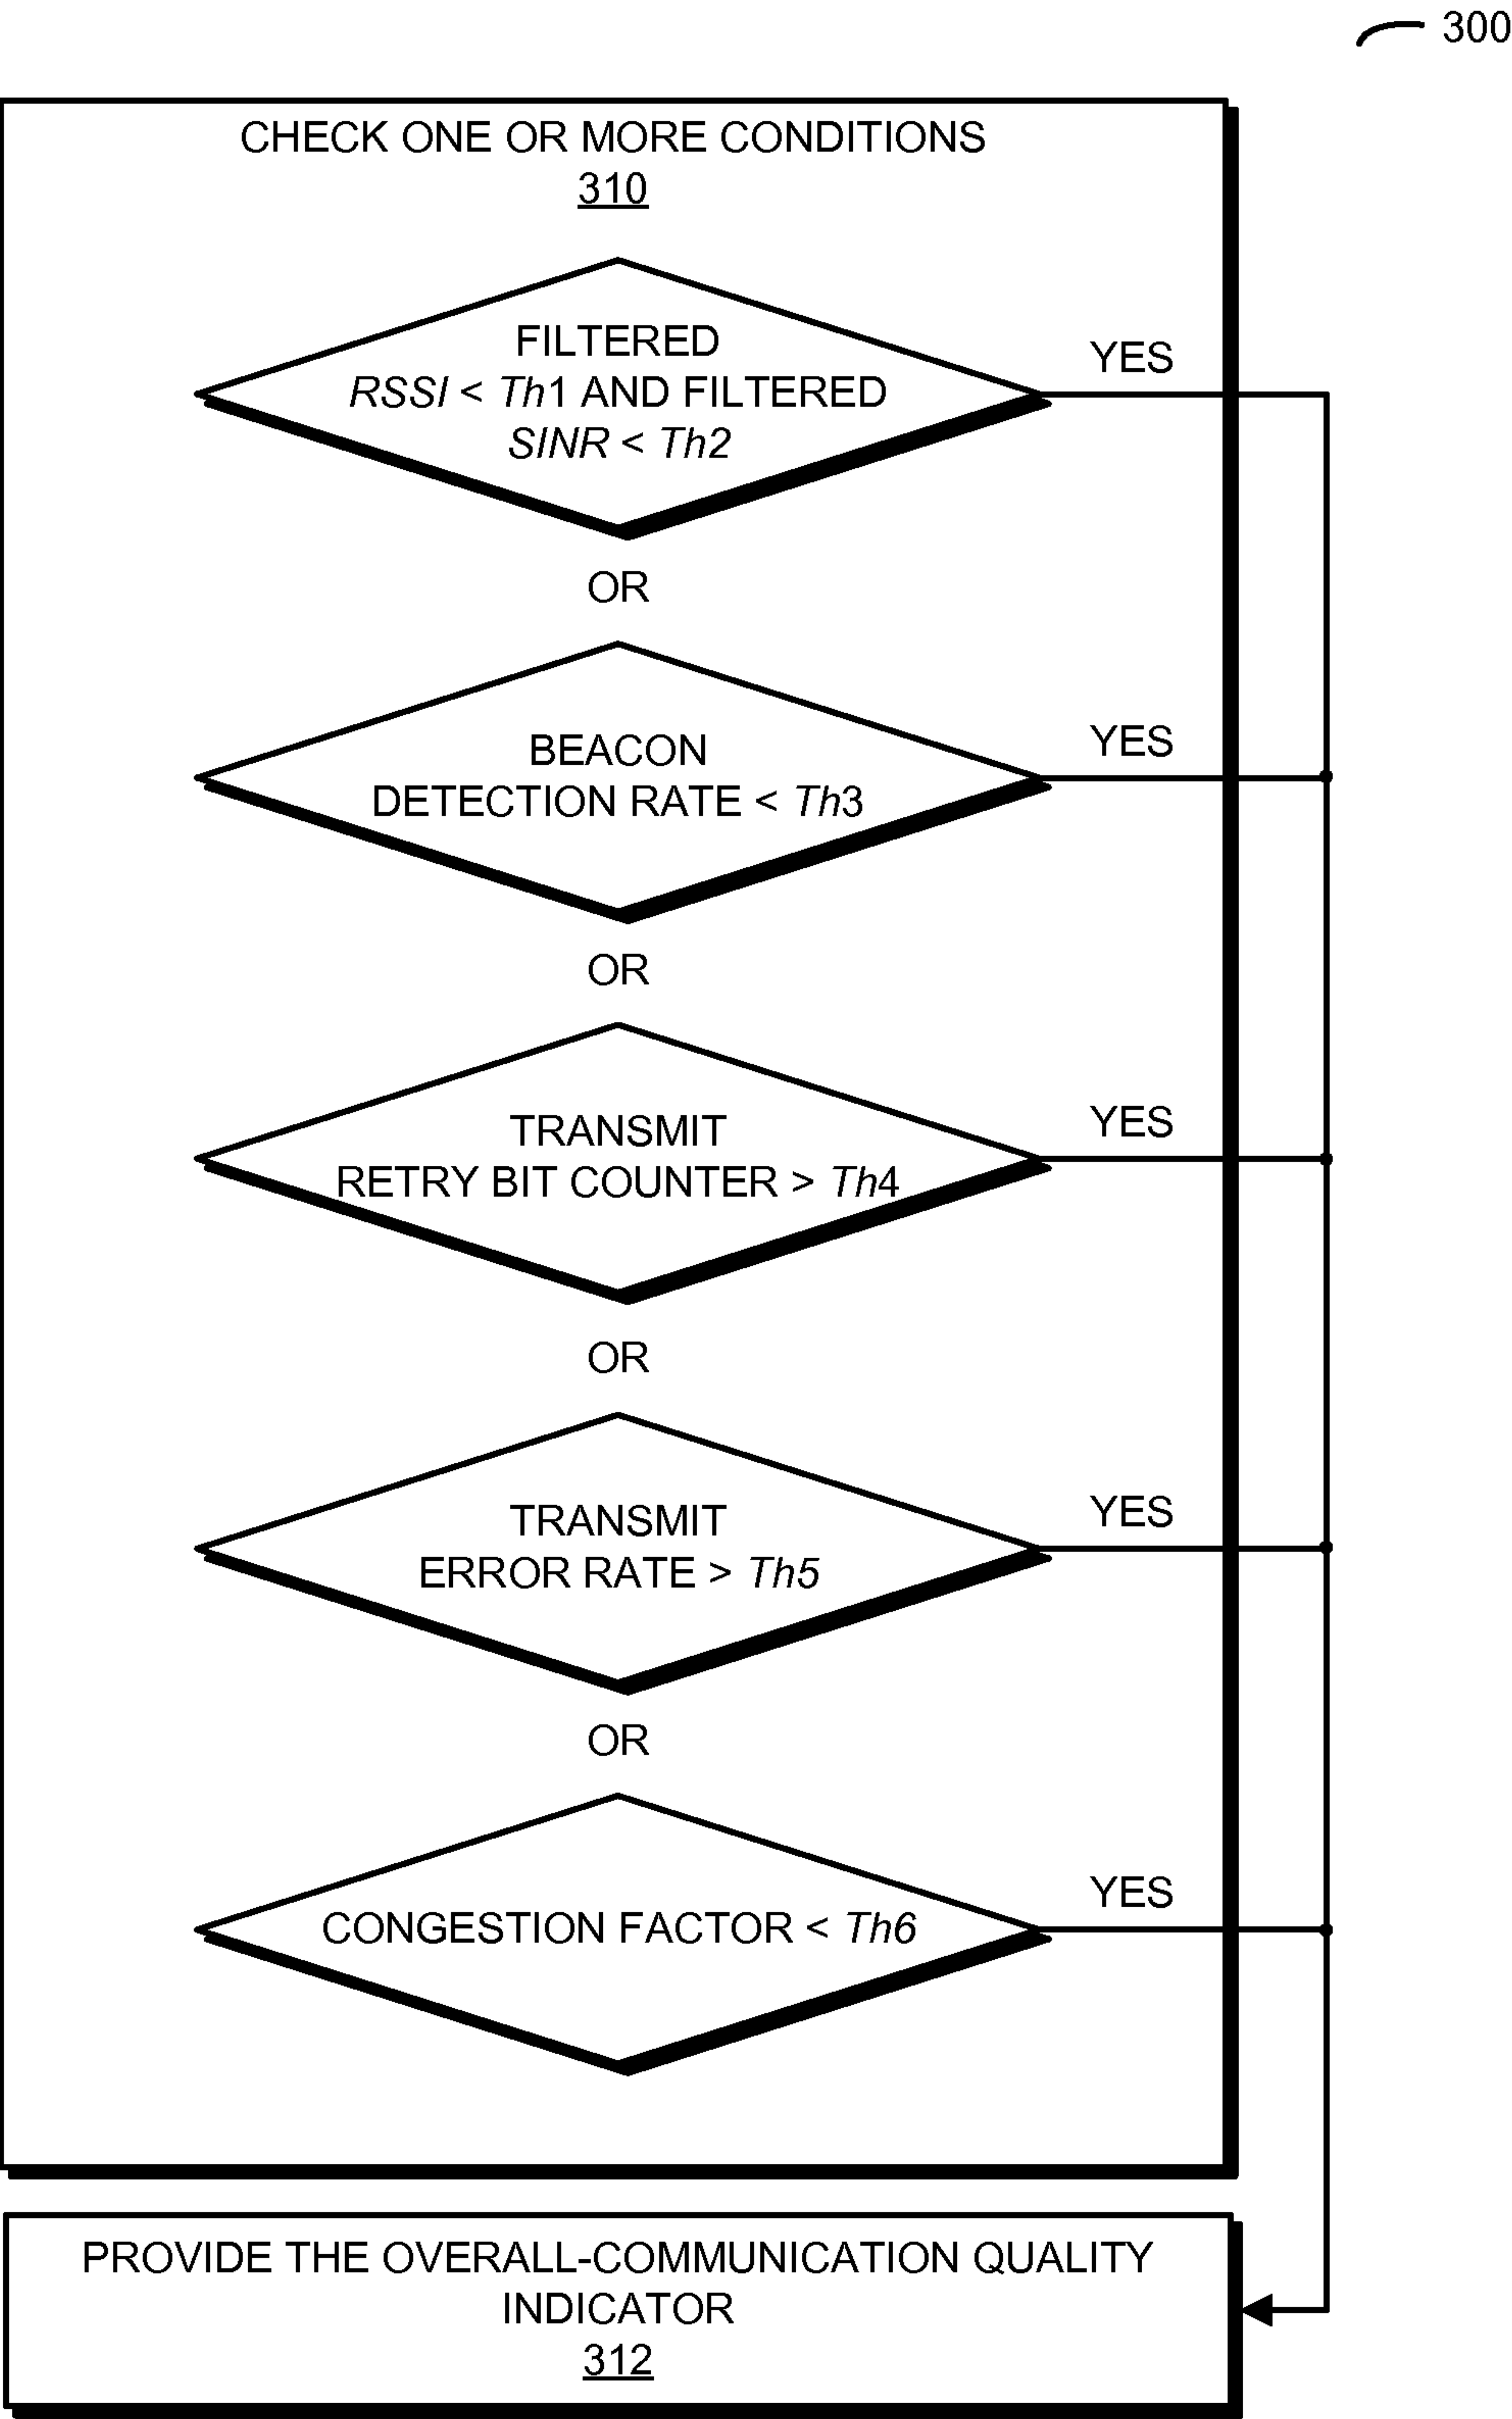 300
CHECK ONE OR MORE CONDITIONS
310
FILTERED
RSSI < Th1 AND FILTERED
SINR < Th2
YES
OR
BEACON
DETECTION RATE < Th3
YES
OR
TRANSMIT
RETRY BIT COUNTER > Th4
YES
OR
TRANSMIT
ERROR RATE > Th5
YES
OR
CONGESTION FACTOR < Th6
YES
PROVIDE THE OVERALL-COMMUNICATION QUALITY
INDICATOR
312